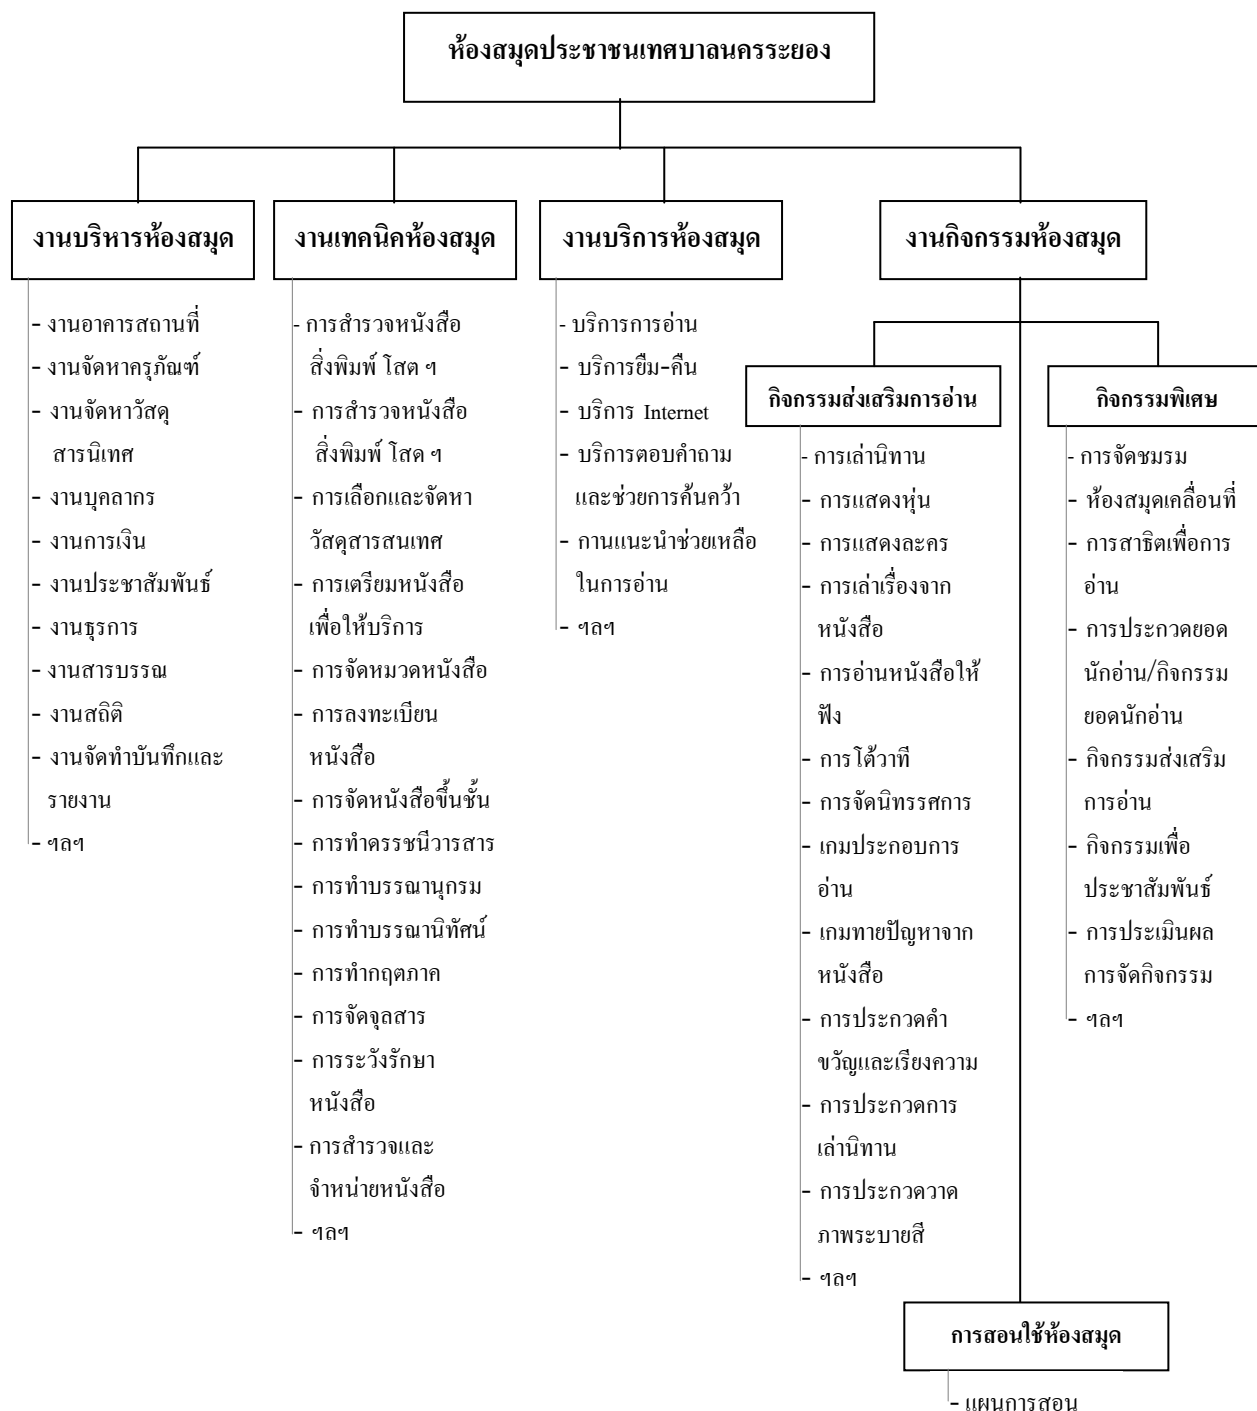 ห้องสมุดประชาชนเทศบาลนครระยอง
งานบริหารห้องสมุด
- งานอาคารสถานที่
- งานจัดหาครุภัณฑ์
- งานจัดหาวัสดุ
สารนิเทศ
- งานบุคลากร
- งานการเงิน
- งานประชาสัมพันธ์
- งานธุรการ
- งานสารบรรณ
- งานสถิติ
- งานจัดทำบันทึกและ
รายงาน
- ฯลฯ
งานเทคนิคห้องสมุด
- การสำรวจหนังสือ
สิ่งพิมพ์ โสต ฯ
- การสำรวจหนังสือ
สิ่งพิมพ์ โสด ฯ
- การเลือกและจัดหา
วัสดุสารสนเทศ
- การเตรียมหนังสือ
เพื่อให้บริการ
- การจัดหมวดหนังสือ
- การลงทะเบียน
หนังสือ
- การจัดหนังสือขึ้นชั้น
- การทำดรรชนีวารสาร
- การทำบรรณานุกรม
- การทำบรรณานิทัศน์
- การทำกฤตภาค
- การจัดจุลสาร
- การระวังรักษา
หนังสือ
- การสำรวจและ
จำหน่ายหนังสือ
- ฯลฯ
งานบริการห้องสมุด
- บริการการอ่าน
- บริการยืม-คืน
- บริการ Internet
- บริการตอบคำถาม
และช่วยการค้นคว้า
- กานแนะนำช่วยเหลือ
ในการอ่าน
- ฯลฯ
งานกิจกรรมห้องสมุด
กิจกรรมส่งเสริมการอ่าน
- การเล่านิทาน
- การแสดงหุ่น
- การแสดงละคร
- การเล่าเรื่องจาก
หนังสือ
- การอ่านหนังสือให้
ฟัง
- การโต้วาที
- การจัดนิทรรศการ
- เกมประกอบการ
อ่าน
- เกมทายปัญหาจาก
หนังสือ
- การประกวดคำ
ขวัญและเรียงความ
- การประกวดการ
เล่านิทาน
- การประกวดวาด
ภาพระบายสี
- ฯลฯ
กิจกรรมพิเศษ
- การจัดชมรม
- ห้องสมุดเคลื่อนที่
- การสาธิตเพื่อการ
อ่าน
- การประกวดยอด
นักอ่าน/กิจกรรม
ยอดนักอ่าน
- กิจกรรมส่งเสริม
การอ่าน
- กิจกรรมเพื่อ
ประชาสัมพันธ์
- การประเมินผล
การจัดกิจกรรม
- ฯลฯ
การสอนใช้ห้องสมุด
- แผนการสอน